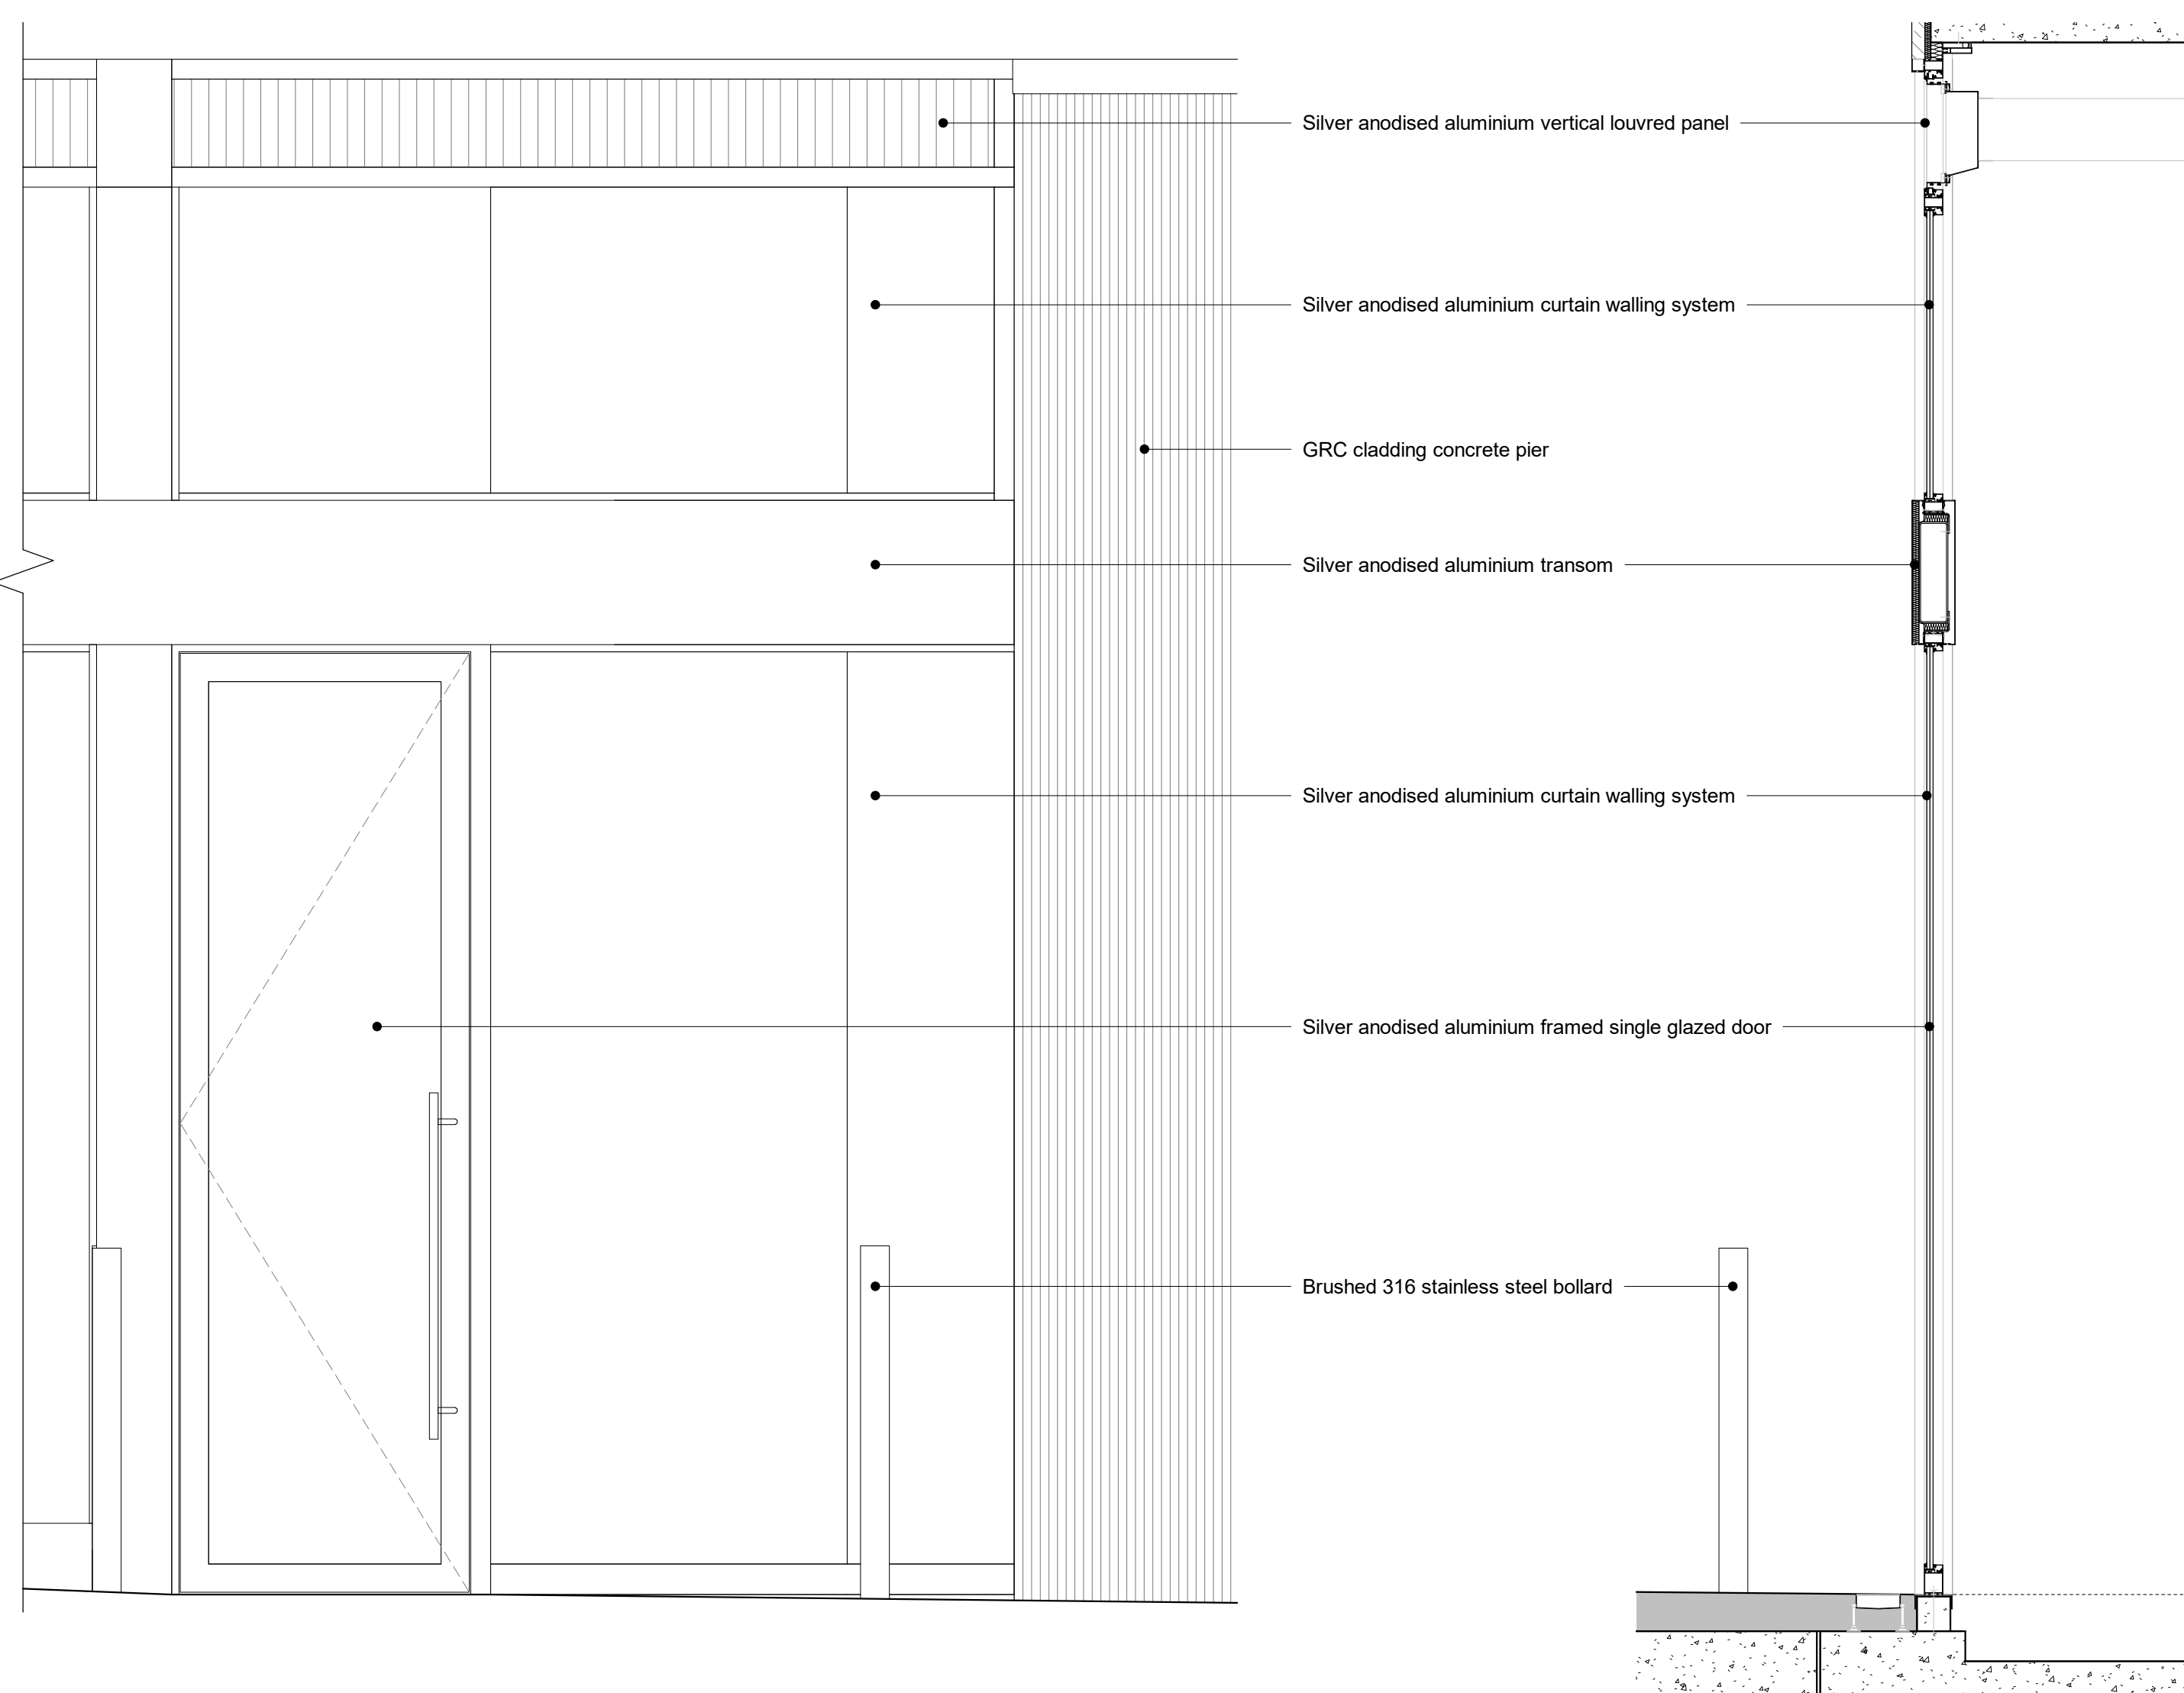 Silver anodised aluminium vertical louvred panel
Silver anodised aluminium curtain walling system
GRC cladding concrete pier
Silver anodised aluminium transom
Silver anodised aluminium curtain walling system
Silver anodised aluminium framed single glazed door
Brushed 316 stainless steel bollard